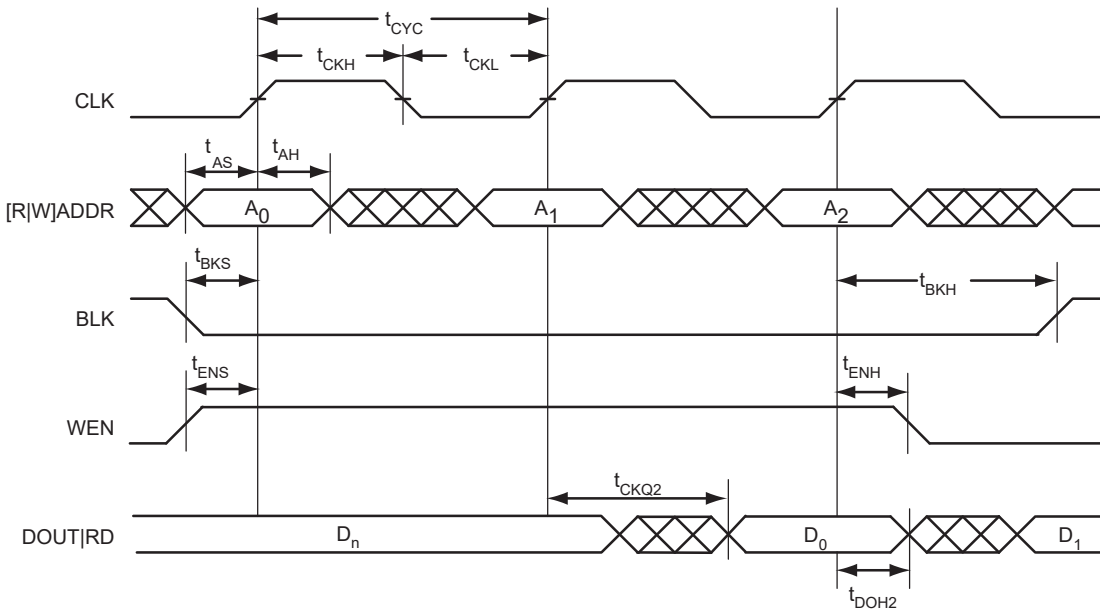 tCYC
tCKH
tCKL
CLK
tAS
tAH
[R|W]ADDR
A0
A1
A2
tBKS
tBKH
BLK
tENS
tENH
WEN
tCKQ2
DOUT|RD
Dn
D0
D1
tDOH2